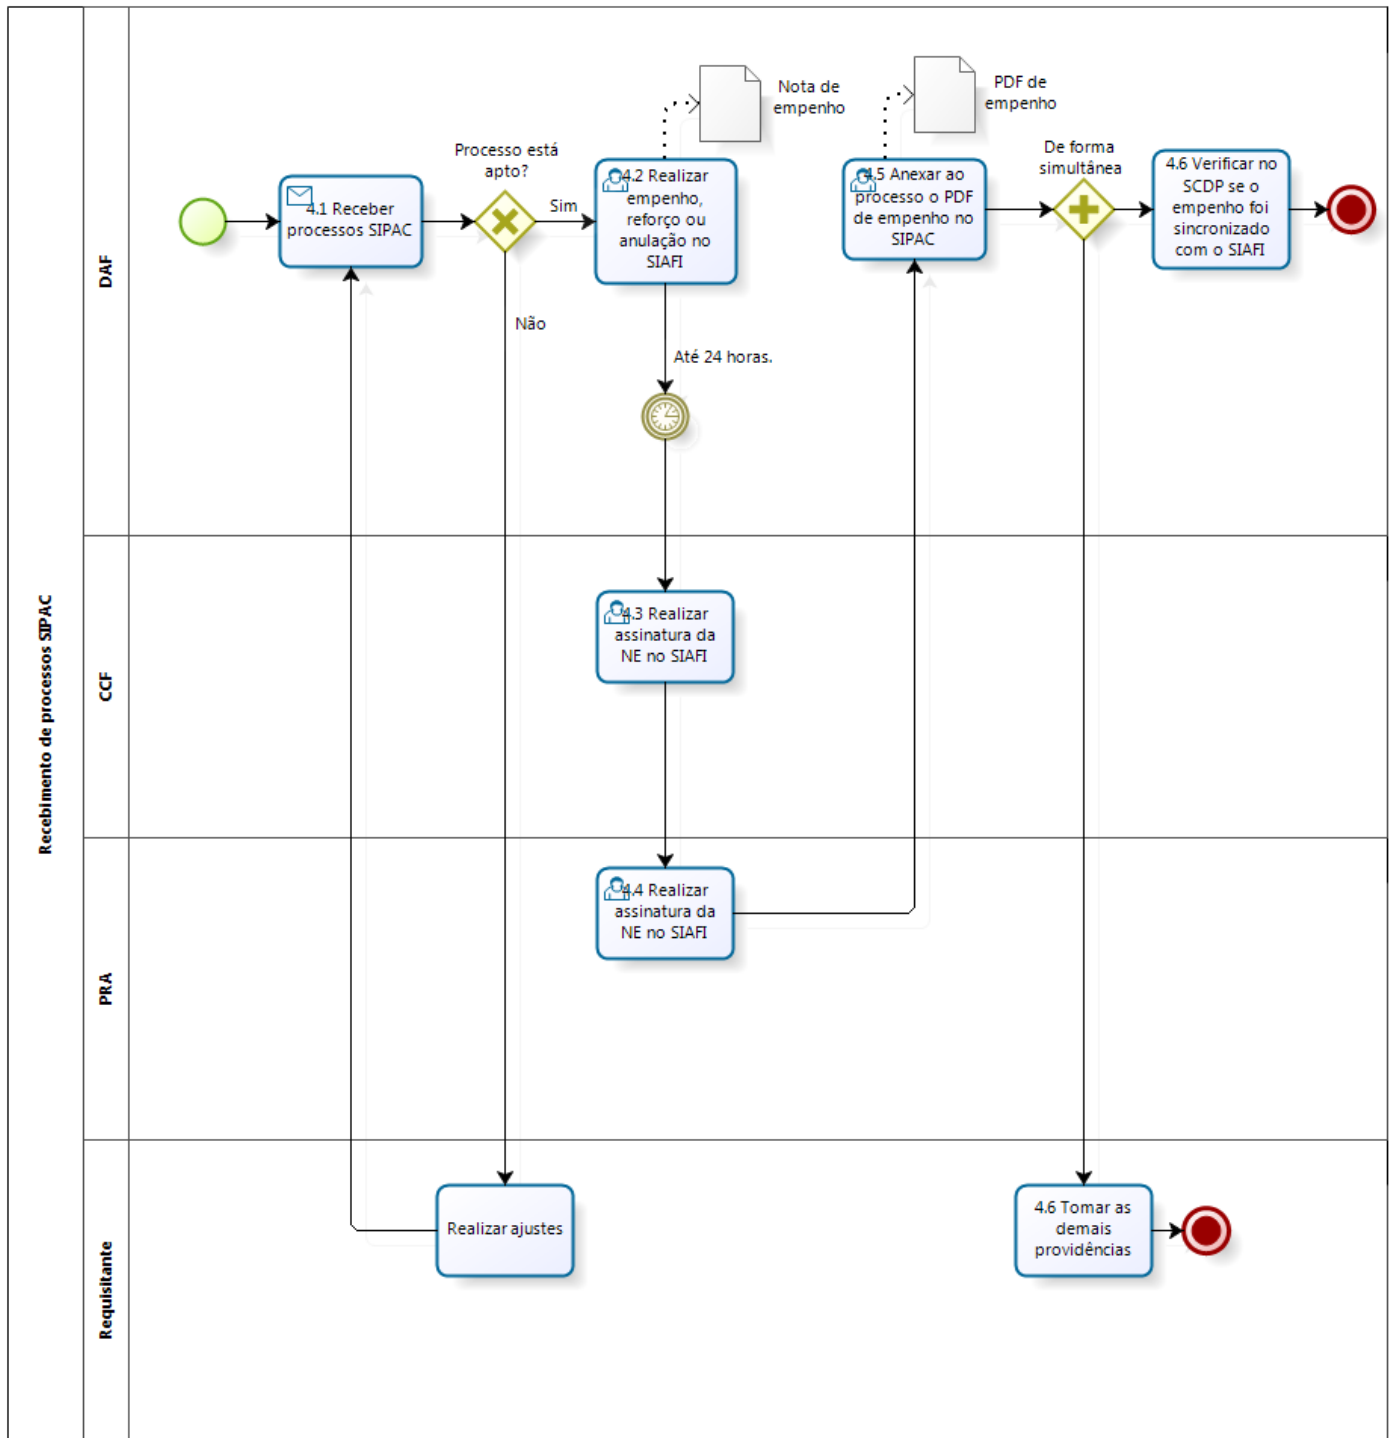 Recebimento de processos SIPAC
DAF
Processo está
apto?
4.1 Receber
processos SIPAC
Sim
Não
4.2 Realizar
empenho,
reforço ou
anulação no
SIAFI
Nota de
empenho
Até 24 horas.
4.5 Anexar ao
processo o PDF
de empenho no
SIPAC
PDF de
empenho
De forma
simultânea
4.6 Verificar no
SCDP se o
empenho foi
sincronizado
com o SIAFI
CCF
4.3 Realizar
assinatura da
NE no SIAFI
PRA
4.4 Realizar
assinatura da
NE no SIAFI
Requisitante
Realizar ajustes
4.6 Tomar as
demais
providências